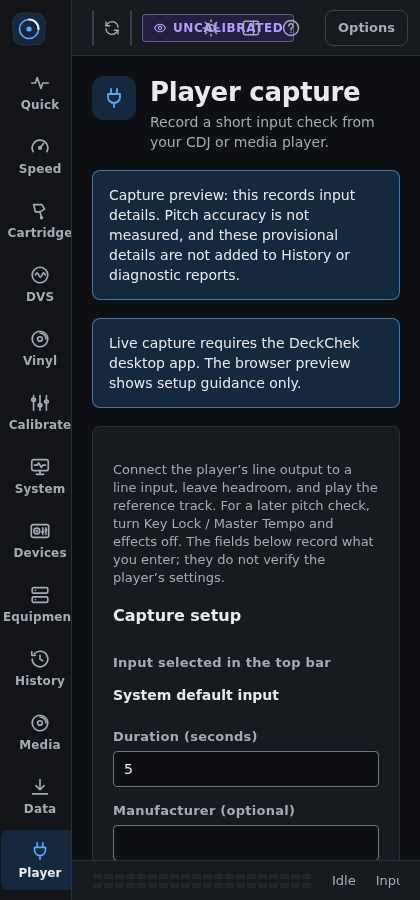 UNCALIBRATED
Options
Quick
Speed
Cartridge
DVS
Vinyl
Calibrate
System
Devices
Equipmen
History
Media
Data
Player
Player capture
Record a short input check from
your CDJ or media player.
Capture preview: this records input
details. Pitch accuracy is not
measured, and these provisional
details are not added to History or
diagnostic reports.
Live capture requires the DeckChek
desktop app. The browser preview
shows setup guidance only.
Connect the player’s line output to a
line input, leave headroom, and play the
reference track. For a later pitch check,
turn Key Lock / Master Tempo and
effects off. The fields below record what
you enter; they do not verify the
player’s settings.
Capture setup
Input selected in the top bar
System default input
Duration (seconds)
5
Manufacturer (optional)
Idle
Inpu